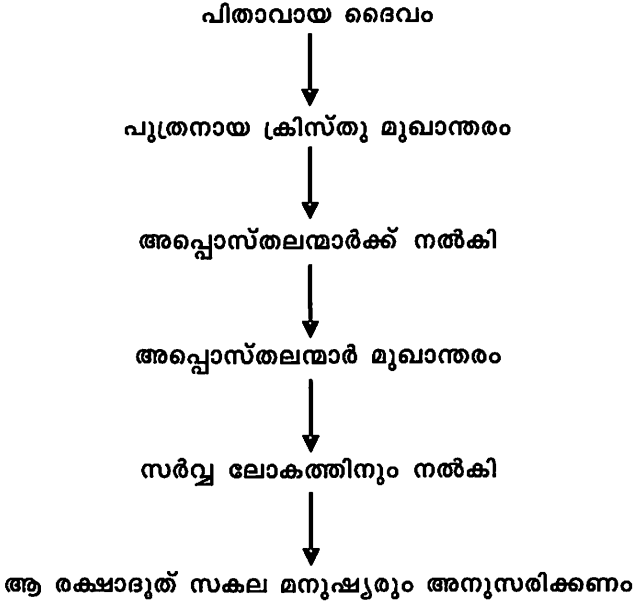 പിതാവായ ദൈവം
പുത്രനായ ക്രിസ്തു മുഖാന്തരം
അപ്പൊസ്തലന്മാർക്ക് നൽകി
അപ്പൊസ്തലന്മാർ മുഖാന്തരം
സർവ്വ ലോകത്തിനും നൽകി
ആ രക്ഷാദൂത് സകല മനുഷ്യരും അനുസരിക്കണം